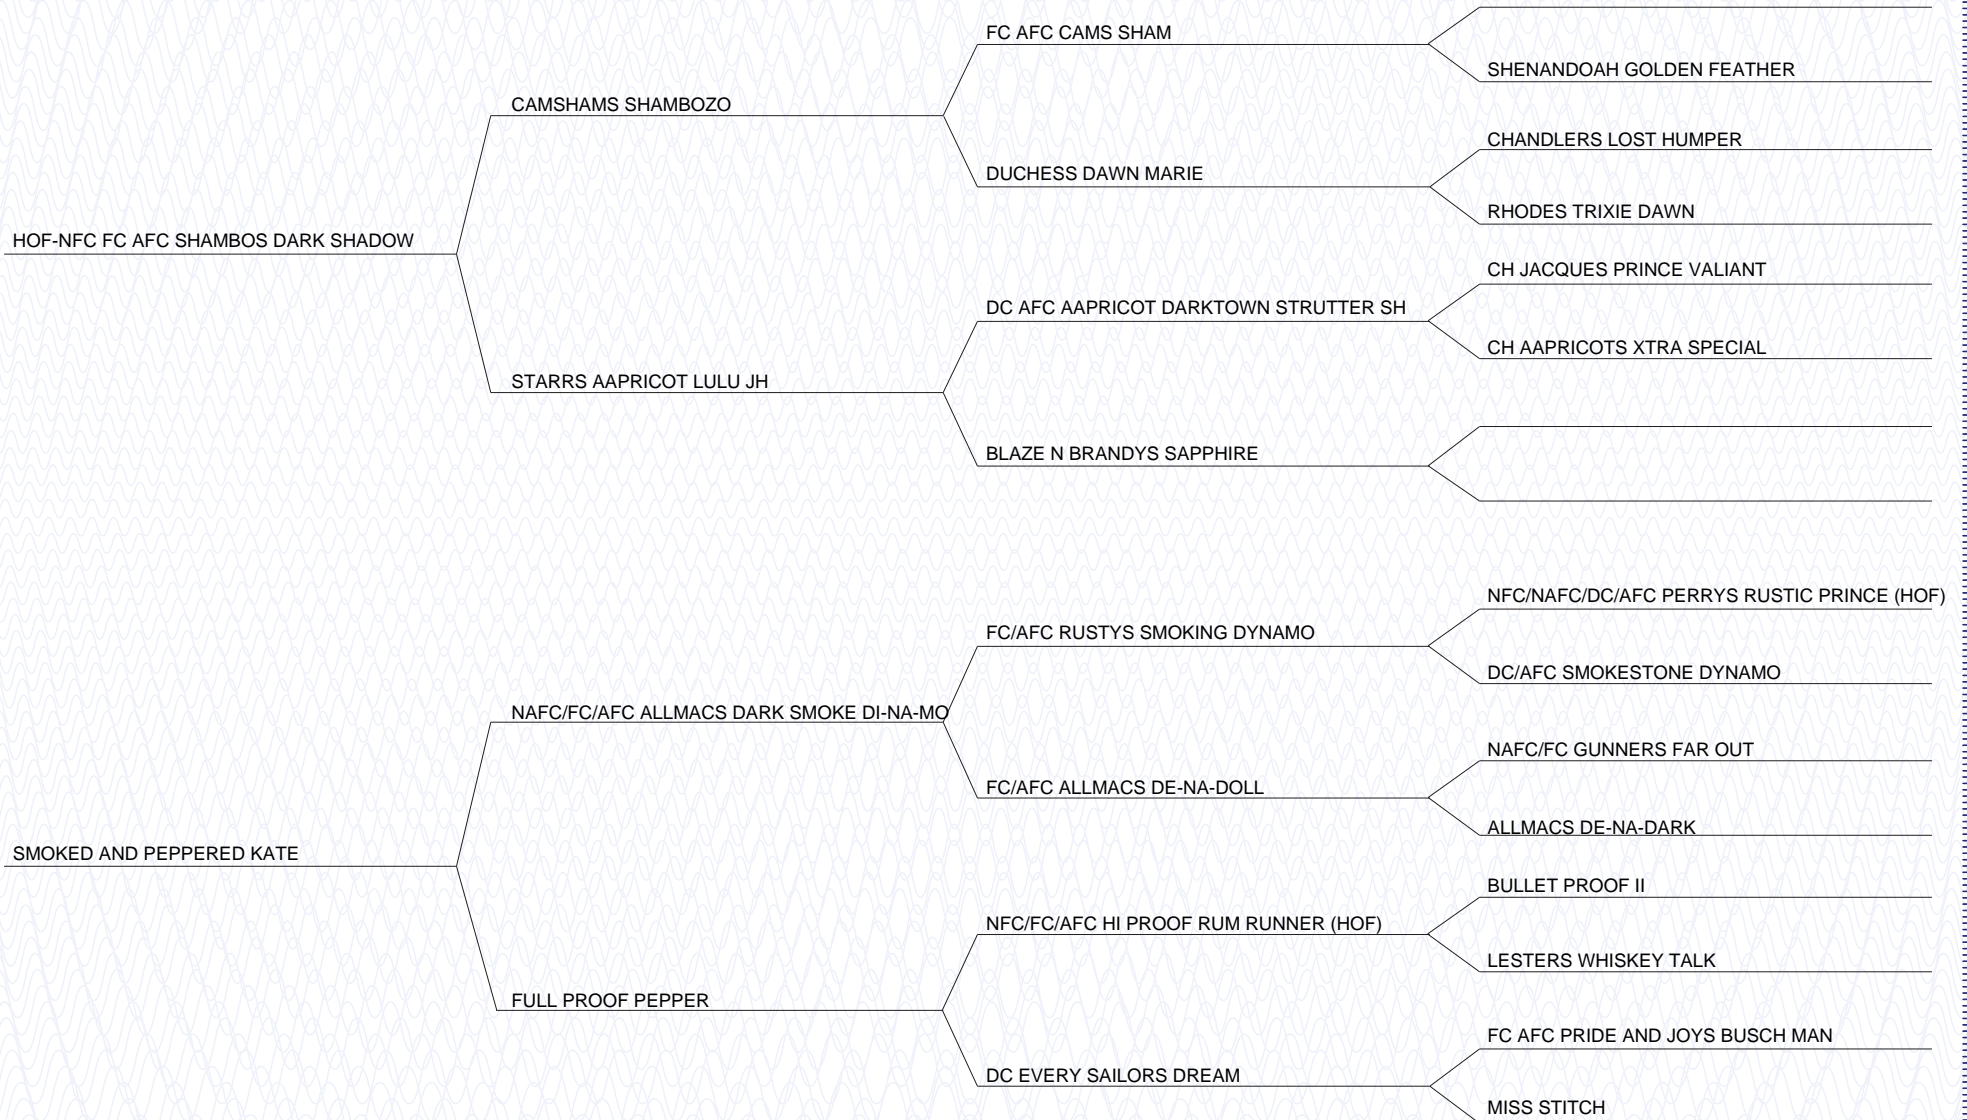 FC AFC CAMS SHAM
SHENANDOAH GOLDEN FEATHER
CAMSHAMS SHAMBOZO
CHANDLERS LOST HUMPER
DUCHESS DAWN MARIE
RHODES TRIXIE DAWN
HOF-NFC FC AFC SHAMBOS DARK SHADOW
CH JACQUES PRINCE VALIANT
DC AFC AAPRICOT DARKTOWN STRUTTER SH
CH AAPRICOTS XTRA SPECIAL
STARRS AAPRICOT LULU JH
BLAZE N BRANDYS SAPPHIRE
NFC/NAFC/DC/AFC PERRYS RUSTIC PRINCE (HOF)
FC/AFC RUSTYS SMOKING DYNAMO
DC/AFC SMOKESTONE DYNAMO
NAFC/FC/AFC ALLMACS DARK SMOKE DI-NA-MO
NAFC/FC GUNNERS FAR OUT
FC/AFC ALLMACS DE-NA-DOLL
ALLMACS DE-NA-DARK
SMOKED AND PEPPERED KATE
BULLET PROOF II
NFC/FC/AFC HI PROOF RUM RUNNER (HOF)
LESTERS WHISKEY TALK
FULL PROOF PEPPER
FC AFC PRIDE AND JOYS BUSCH MAN
DC EVERY SAILORS DREAM
MISS STITCH